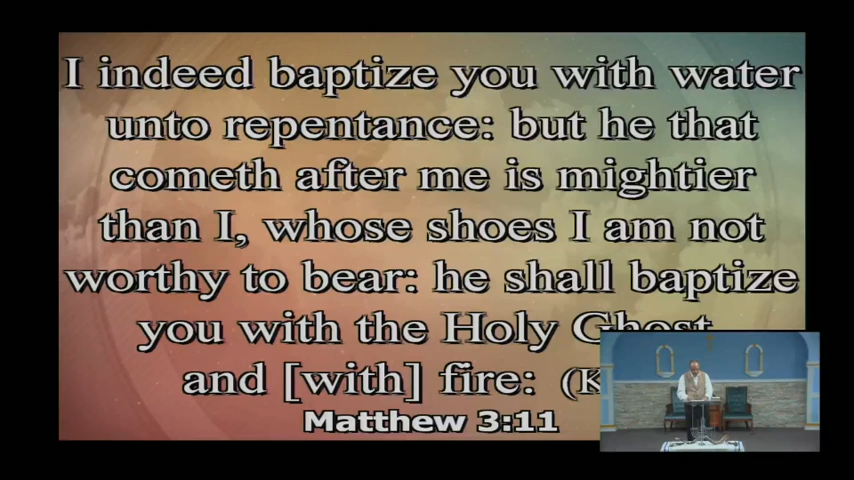 I indeed baptize you with water
unto repentance: but he that
cometh after me is mightier
than I, whose shoes I am not
worthy to bear: he shall baptize
you with the Holy Ghost
and [with] fire: (K
Matthew 3:11